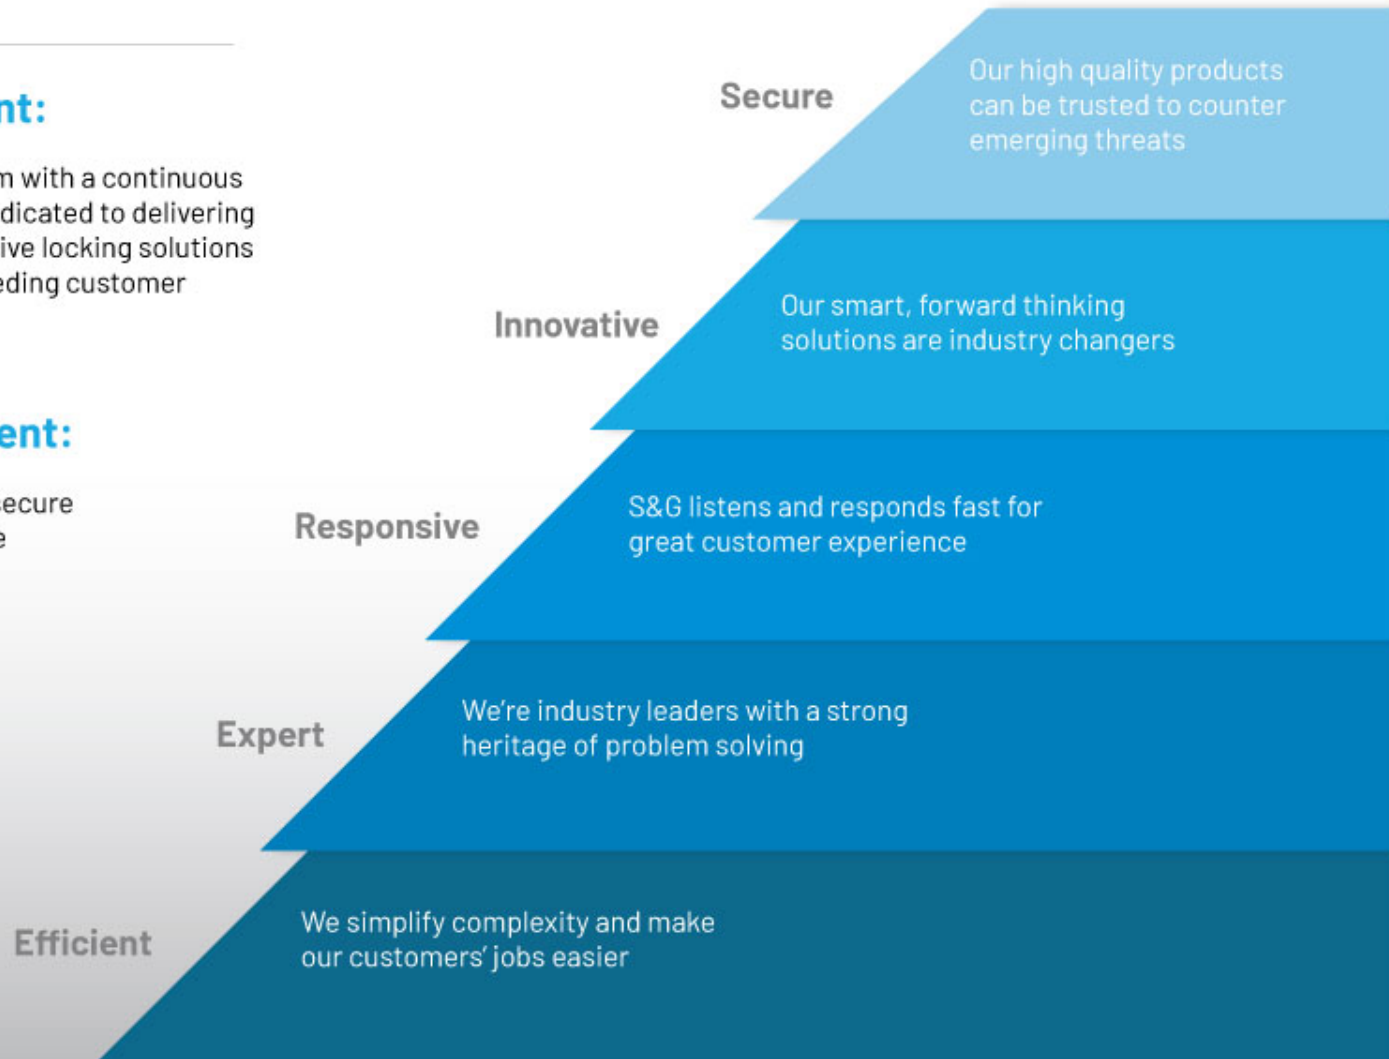 nt:
m with a continuous
dicated to delivering
ive locking solutions
eding customer
ent:
secure
e
Secure
Our high quality products
can be trusted to counter
emerging threats
Innovative
Our smart, forward thinking
solutions are industry changers
Responsive
S&G listens and responds fast for
great customer experience
Expert
We're industry leaders with a strong
heritage of problem solving
Efficient
We simplify complexity and make
our customers' jobs easier